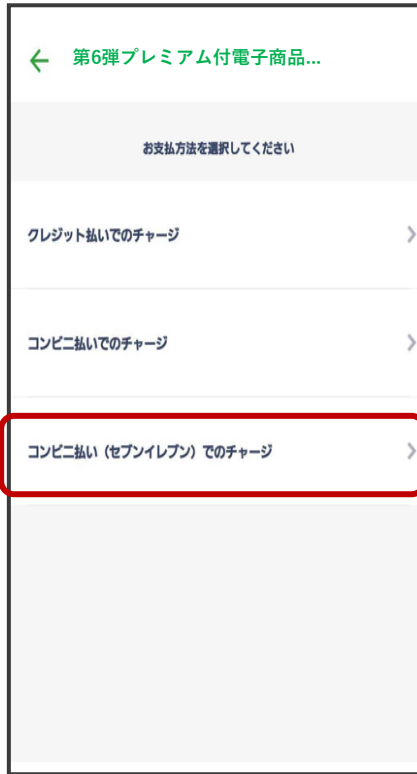 第6弾プレミアム付電子商品...
お支払方法を選択してください
クレジット払いでのチャージ
コンビニ払いでのチャージ
コンビニ払い（セブンイレブン）でのチャージ